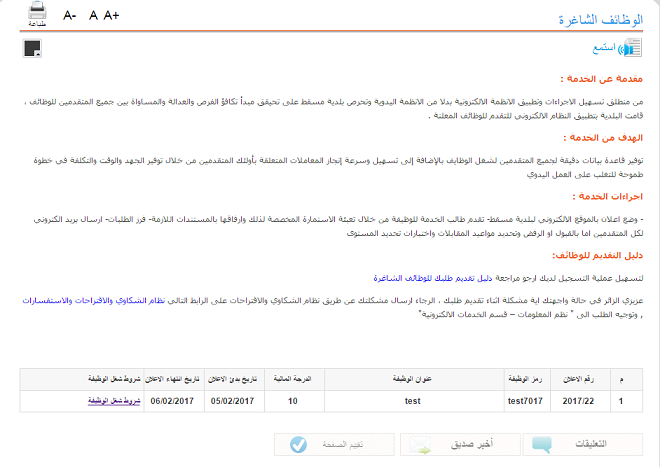 الوظائف الشاغرة
A- A A+
طباعة
استمع
مقدمة عن الخدمة :
من منطلق تسهيل الاجراءات وتطبيق الانظمة الالكترونية بدلا من الانظمة اليدوية وتحرص بلدية مسقط على تحقيق مبدأ تكافؤ الفرص والعدالة والمساواة بين جميع المتقدمين للوظائف ،
قامت البلدية بتطبيق النظام الالكتروني للتقدم للوظائف المعلنة .
الهدف من الخدمة :
توفير قاعدة بيانات دقيقة لجميع المتقدمين لشغل الوظايف بالإضافة إلى تسهيل وسرعة إنجاز المعاملات المتعلقة بأولئك المتقدمين من خلال توفير الجهد والوقت والتكلفة في خطوة
طموحة للتغلب على العمل اليدوي
اجراءات الخدمة :
- وضع اعلان بالموقع الالكتروني لبلدية مسقط- تقدم طالب الخدمة للوظيفة من خلال تعبئة الاستمارة المخصصة لذلك وارفاقها بالمستندات اللازمة- فرز الطلبات- ارسال بريد الكتروني
لكل المتقدمين اما بالقبول او الرفض وتحديد مواعيد المقابلات واختبارات تحديد المستوى
دليل التقديم للوظائف:
لتسهيل عملية التسجيل لديك ارجو مراجعة دليل تقديم طلبك للوظائف الشاغرة
عزيزي الزائر في حالة واجهتك اية مشكلة اثناء تقديم طلبك ، الرجاء ارسال مشكلتك عن طريق نظام الشكاوي والاقتراحات على الرابط التالي نظام الشكاوي والاقتراحات والاستفسارات
, وتوجيه الطلب الى " نظم المعلومات – قسم الخدمات الالكترونية"
م رقم الاعلان رمز الوظيفة عنوان الوظيفة الدرجة المالية تاريخ بدئ الاعلان تاريخ انتهاء الاعلان شروط شغل الوظيفة
1 2017/22 test7017 test 10 05/02/2017 06/02/2017 شروط شغل الوظيفة
التعليقات أخبر صديق تقييم الصفحة